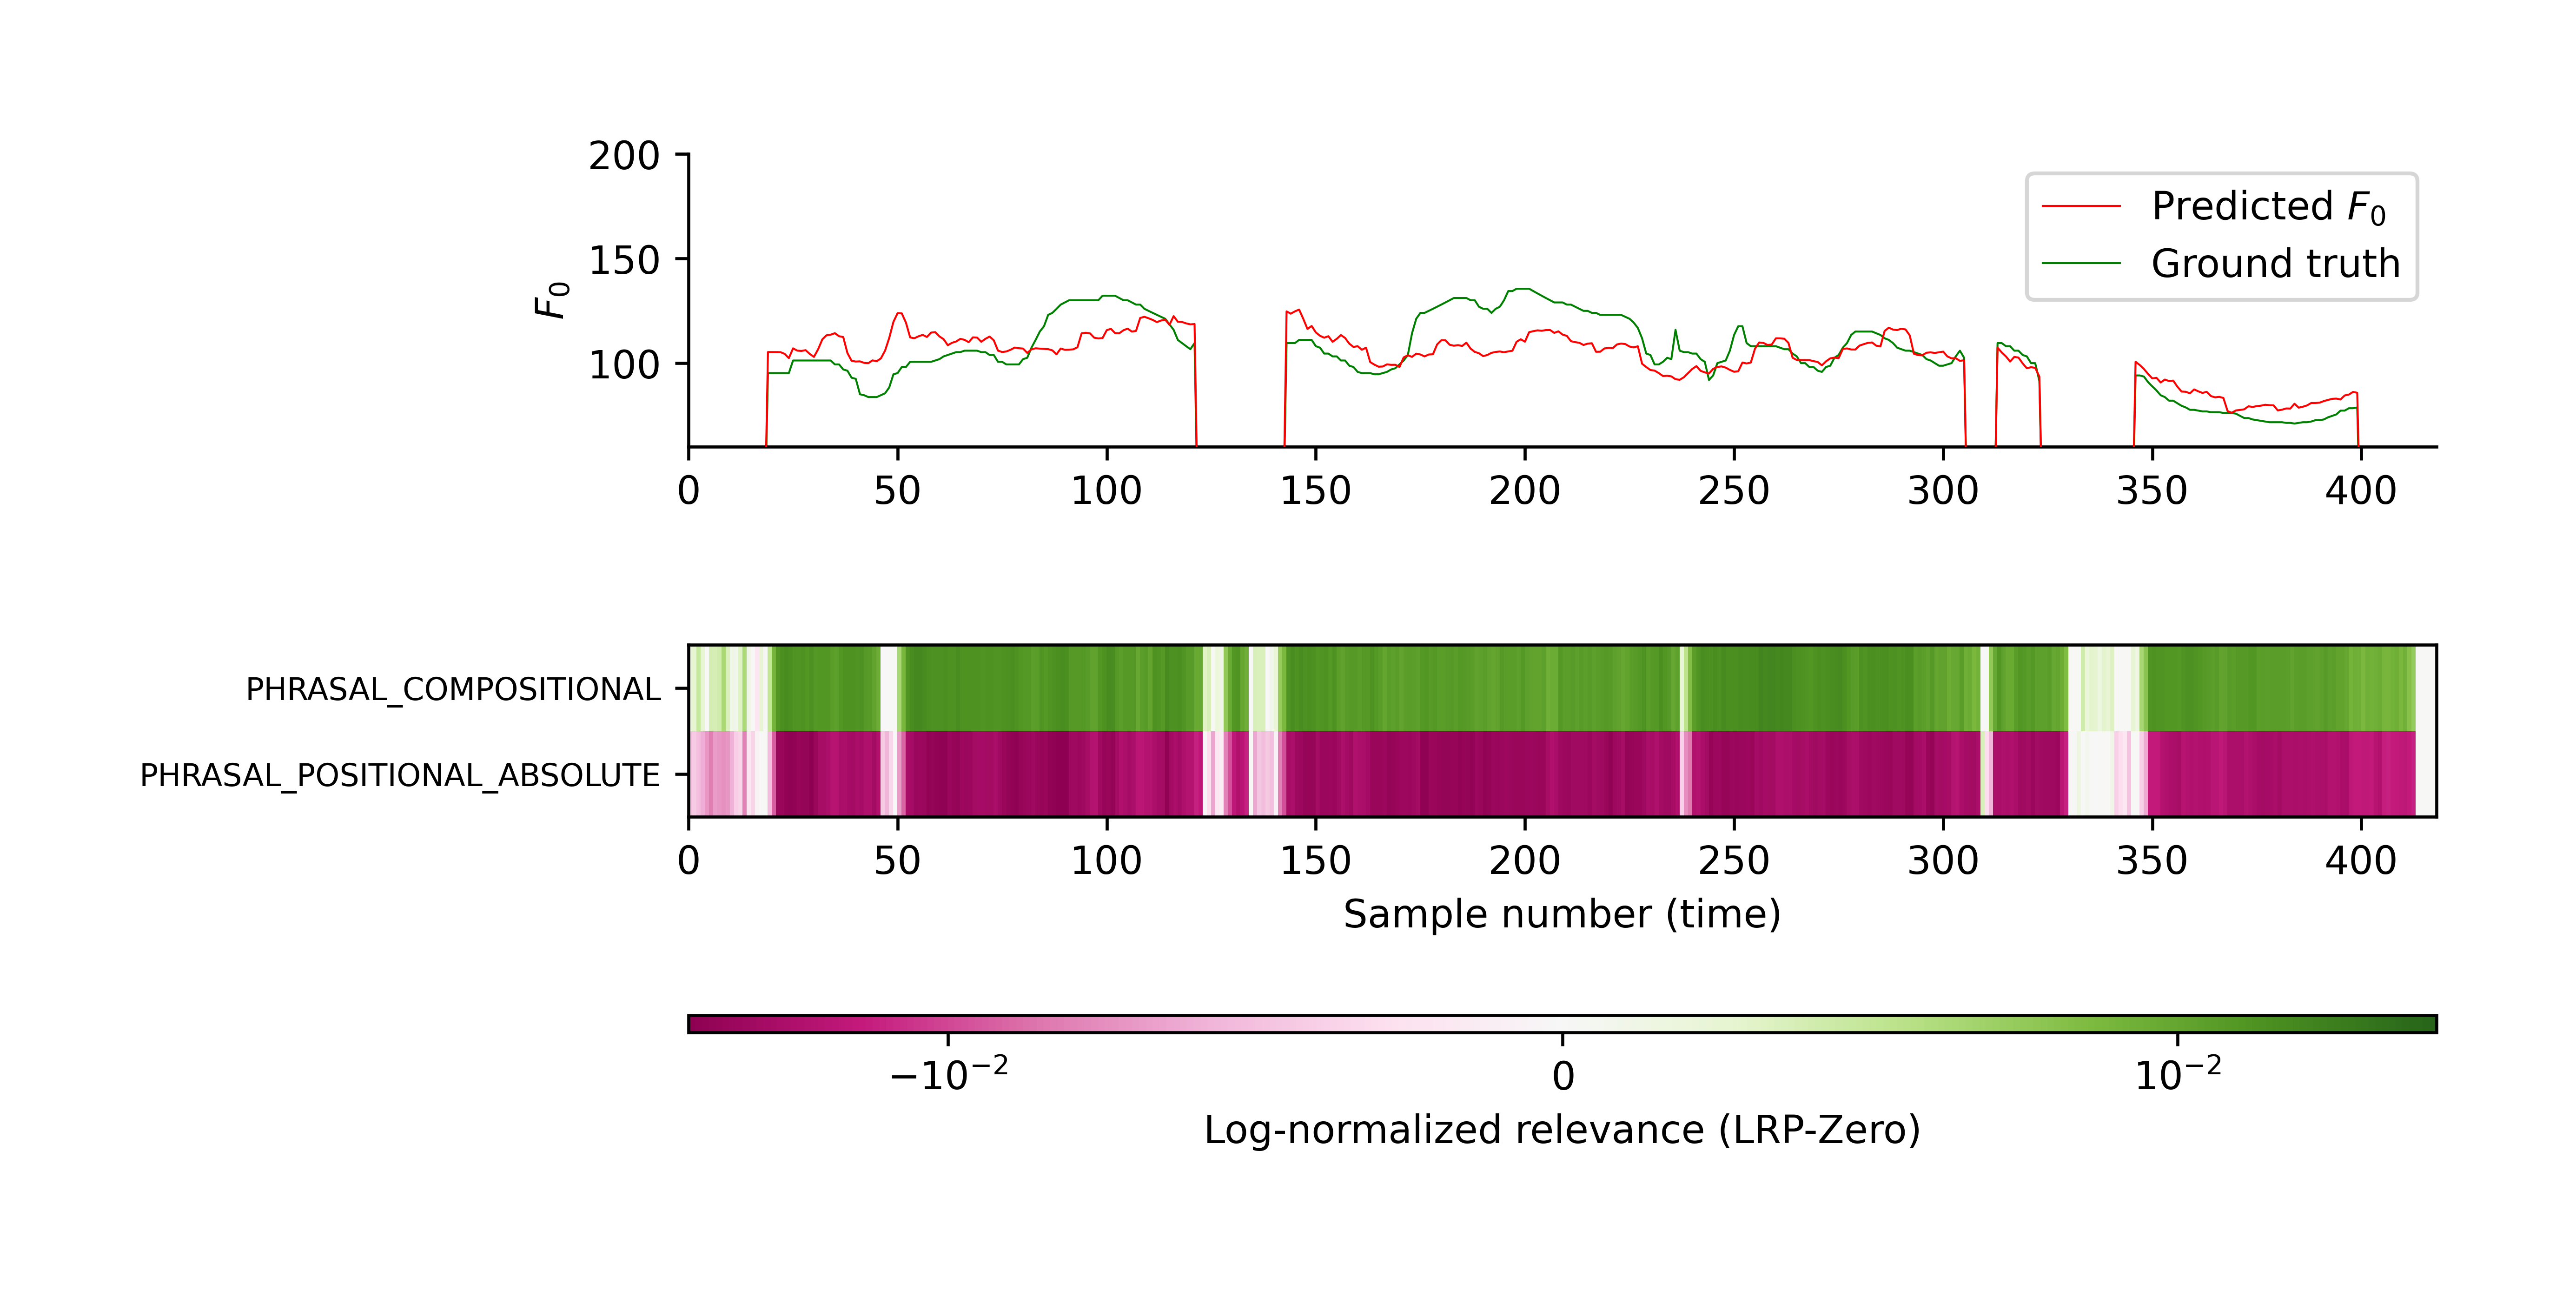 200
150
100
F₀
Predicted F₀
Ground truth
0 50 100 150 200 250 300 350 400
PHRASAL_COMPOSITIONAL
PHRASAL_POSITIONAL_ABSOLUTE
0 50 100 150 200 250 300 350 400
Sample number (time)
−10⁻² 0 10⁻²
Log-normalized relevance (LRP-Zero)